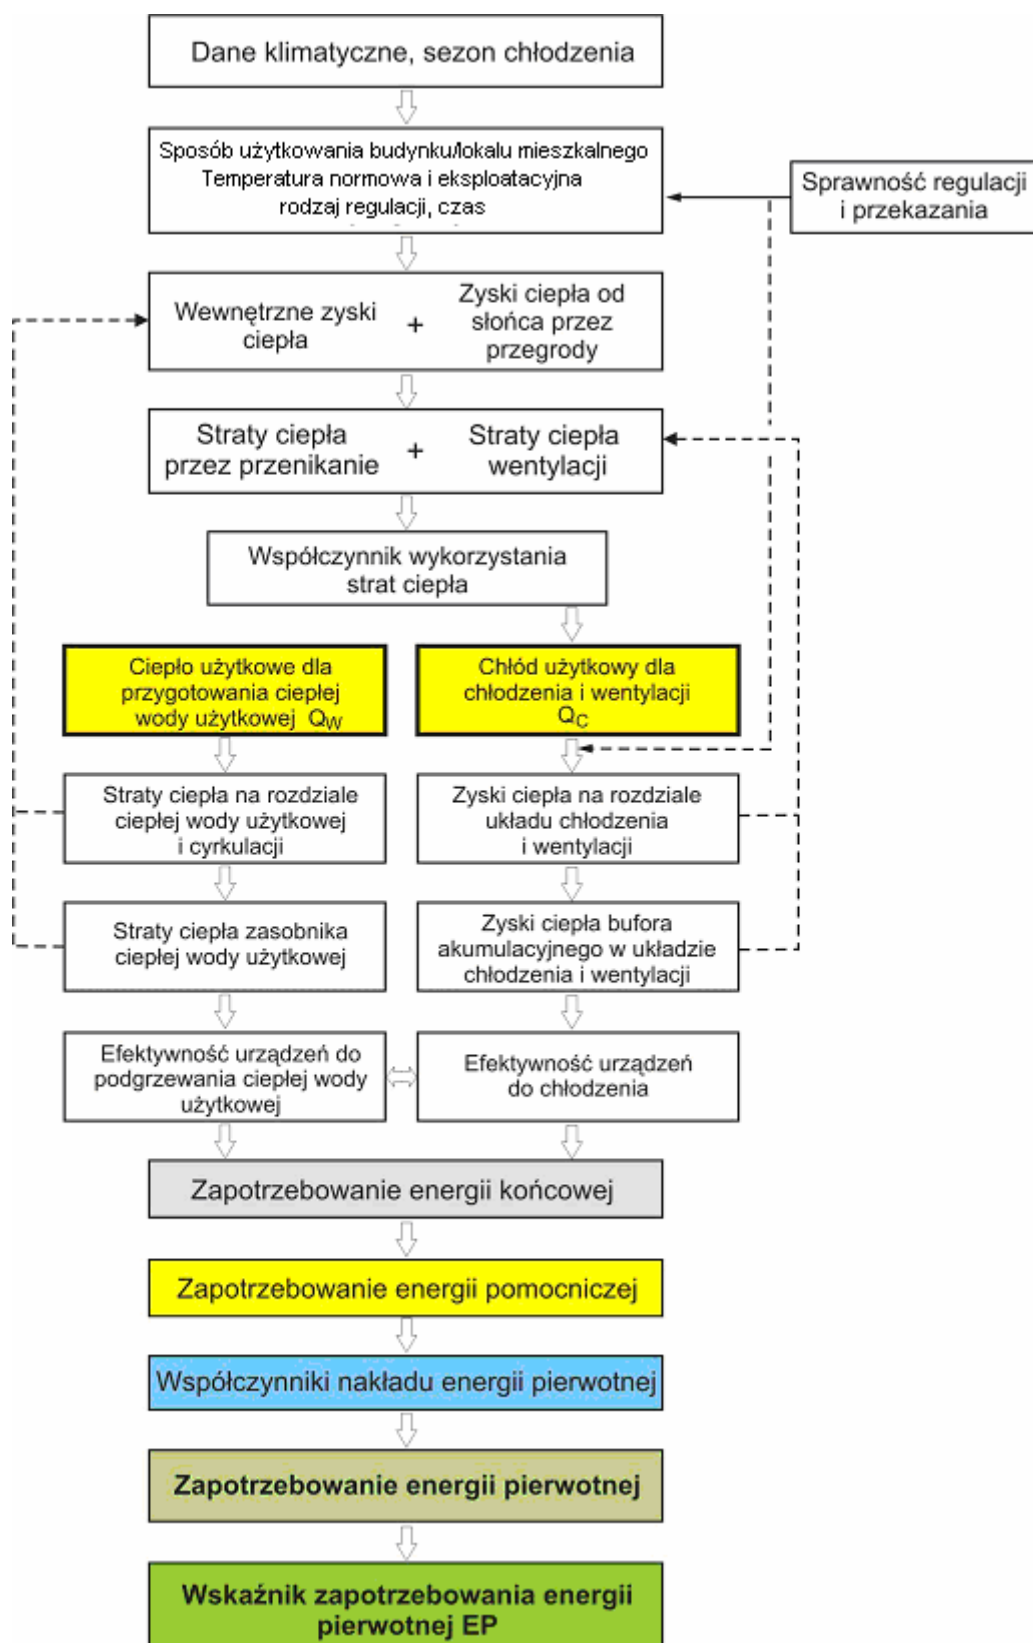 Dane klimatyczne, sezon chłodzenia
Sposób użytkowania budynku/lokalu mieszkalnego
Temperatura normowa i eksploatacyjna
rodzaj regulacji, czas
Sprawność regulacji
i przekazania
Wewnętrzne zyski
ciepła
+
Zyski ciepła od
słońca przez
przegrody
Straty ciepła
przez przenikanie
+
Straty ciepła
wentylacji
Współczynnik wykorzystania
strat ciepła
Ciepło użytkowe dla
przygotowania ciepłej
wody użytkowej QW
Chłód użytkowy dla
chłodzenia i wentylacji
QC
Straty ciepła na rozdziale
ciepłej wody użytkowej
i cyrkulacji
Zyski ciepła na rozdziale
układu chłodzenia
i wentylacji
Straty ciepła zasobnika
ciepłej wody użytkowej
Zyski ciepła bufora
akumulacyjnego w układzie
chłodzenia i wentylacji
Efektywność urządzeń do
podgrzewania ciepłej wody
użytkowej
Efektywność urządzeń
do chłodzenia
Zapotrzebowanie energii końcowej
Zapotrzebowanie energii pomocniczej
Współczynniki nakładu energii pierwotnej
Zapotrzebowanie energii pierwotnej
Wskaźnik zapotrzebowania energii
pierwotnej EP